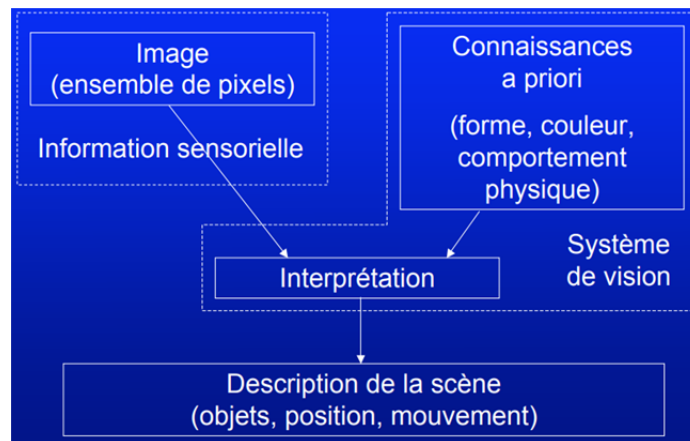 Image
(ensemble de pixels)
Information sensorielle
Connaissances
a priori
(forme, couleur,
comportement
physique)
Système
de vision
Interprétation
Description de la scène
(objets, position, mouvement)